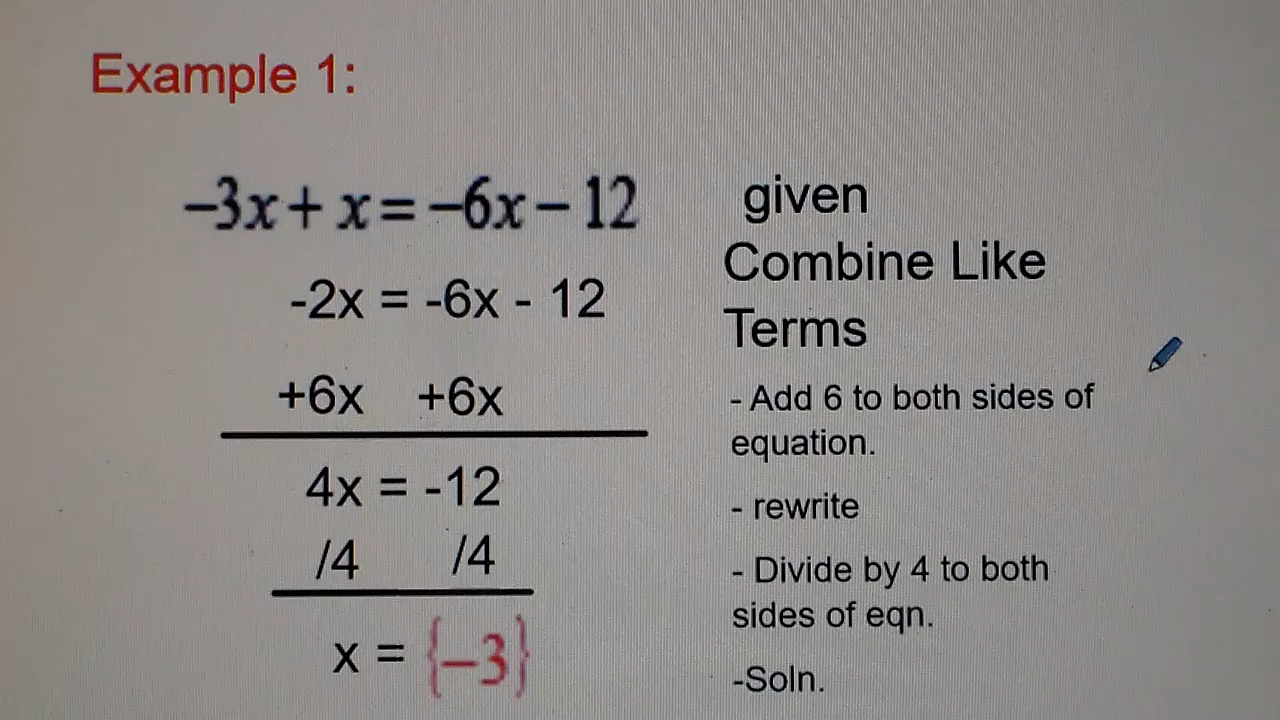 Example 1:
−3x + x = −6x − 12
given
Combine Like
Terms
-2x = -6x - 12
+6x +6x
- Add 6 to both sides of
equation.
4x = -12
- rewrite
/4 /4
- Divide by 4 to both
sides of eqn.
x = {−3}
-Soln.